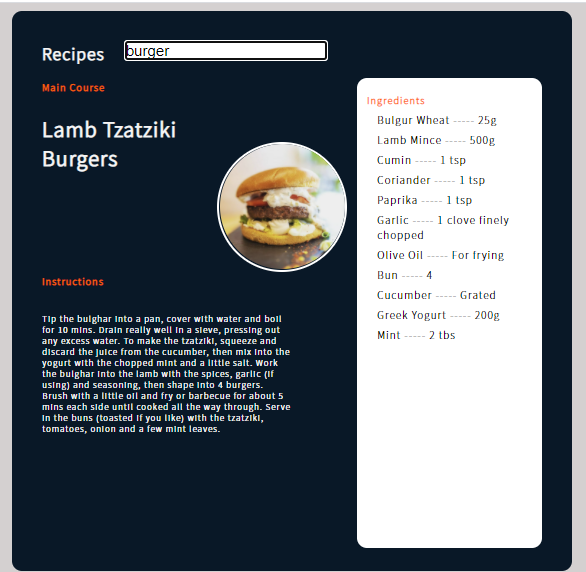 Recipes
burger
Main Course
Lamb Tzatziki
Burgers
Instructions
Tip the bulghar into a pan, cover with water and boil
for 10 mins. Drain really well in a sieve, pressing out
any excess water. To make the tzatziki, squeeze and
discard the juice from the cucumber, then mix into the
yogurt with the chopped mint and a little salt. Work
the bulghar into the lamb with the spices, garlic (if
using) and seasoning, then shape into 4 burgers.
Brush with a little oil and fry or barbecue for about 5
mins each side until cooked all the way through. Serve
in the buns (toasted if you like) with the tzatziki,
tomatoes, onion and a few mint leaves.
Ingredients
Bulgur Wheat ----- 25g
Lamb Mince ----- 500g
Cumin ----- 1 tsp
Coriander ----- 1 tsp
Paprika ----- 1 tsp
Garlic ----- 1 clove finely
chopped
Olive Oil ----- For frying
Bun ----- 4
Cucumber ----- Grated
Greek Yogurt ----- 200g
Mint ----- 2 tbs